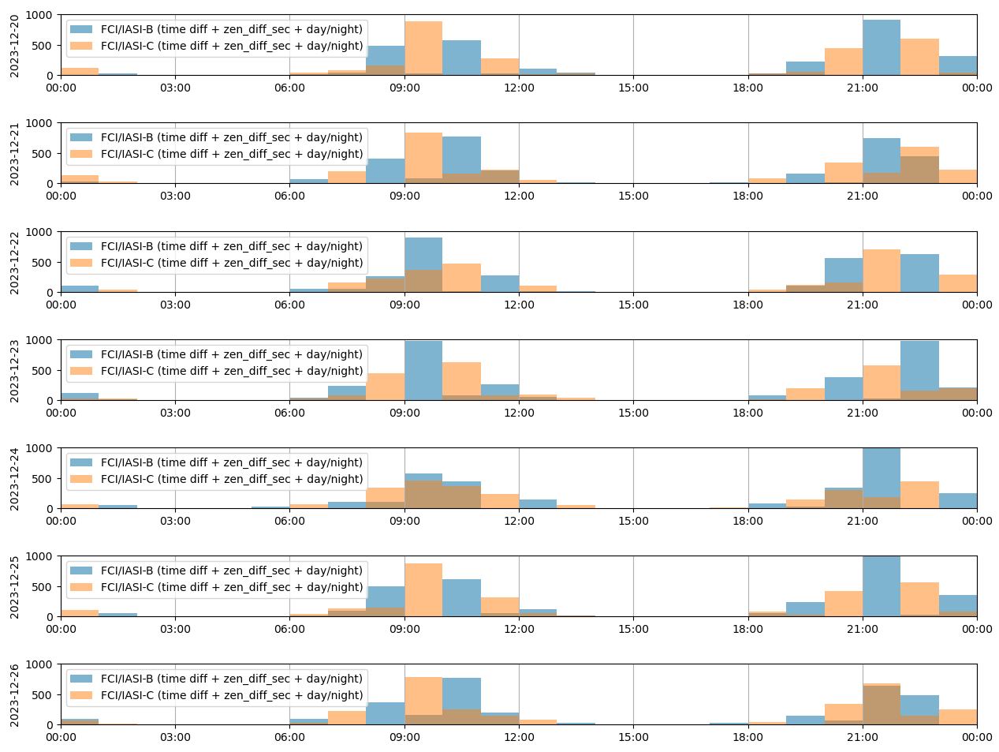 2023-12-20
1000
500
0
FCI/IASI-B (time diff + zen_diff_sec + day/night)
FCI/IASI-C (time diff + zen_diff_sec + day/night)
00:00 03:00 06:00 09:00 12:00 15:00 18:00 21:00 00:00
2023-12-21
1000
500
0
FCI/IASI-B (time diff + zen_diff_sec + day/night)
FCI/IASI-C (time diff + zen_diff_sec + day/night)
00:00 03:00 06:00 09:00 12:00 15:00 18:00 21:00 00:00
2023-12-22
1000
500
0
FCI/IASI-B (time diff + zen_diff_sec + day/night)
FCI/IASI-C (time diff + zen_diff_sec + day/night)
00:00 03:00 06:00 09:00 12:00 15:00 18:00 21:00 00:00
2023-12-23
1000
500
0
FCI/IASI-B (time diff + zen_diff_sec + day/night)
FCI/IASI-C (time diff + zen_diff_sec + day/night)
00:00 03:00 06:00 09:00 12:00 15:00 18:00 21:00 00:00
2023-12-24
1000
500
0
FCI/IASI-B (time diff + zen_diff_sec + day/night)
FCI/IASI-C (time diff + zen_diff_sec + day/night)
00:00 03:00 06:00 09:00 12:00 15:00 18:00 21:00 00:00
2023-12-25
1000
500
0
FCI/IASI-B (time diff + zen_diff_sec + day/night)
FCI/IASI-C (time diff + zen_diff_sec + day/night)
00:00 03:00 06:00 09:00 12:00 15:00 18:00 21:00 00:00
2023-12-26
1000
500
0
FCI/IASI-B (time diff + zen_diff_sec + day/night)
FCI/IASI-C (time diff + zen_diff_sec + day/night)
00:00 03:00 06:00 09:00 12:00 15:00 18:00 21:00 00:00